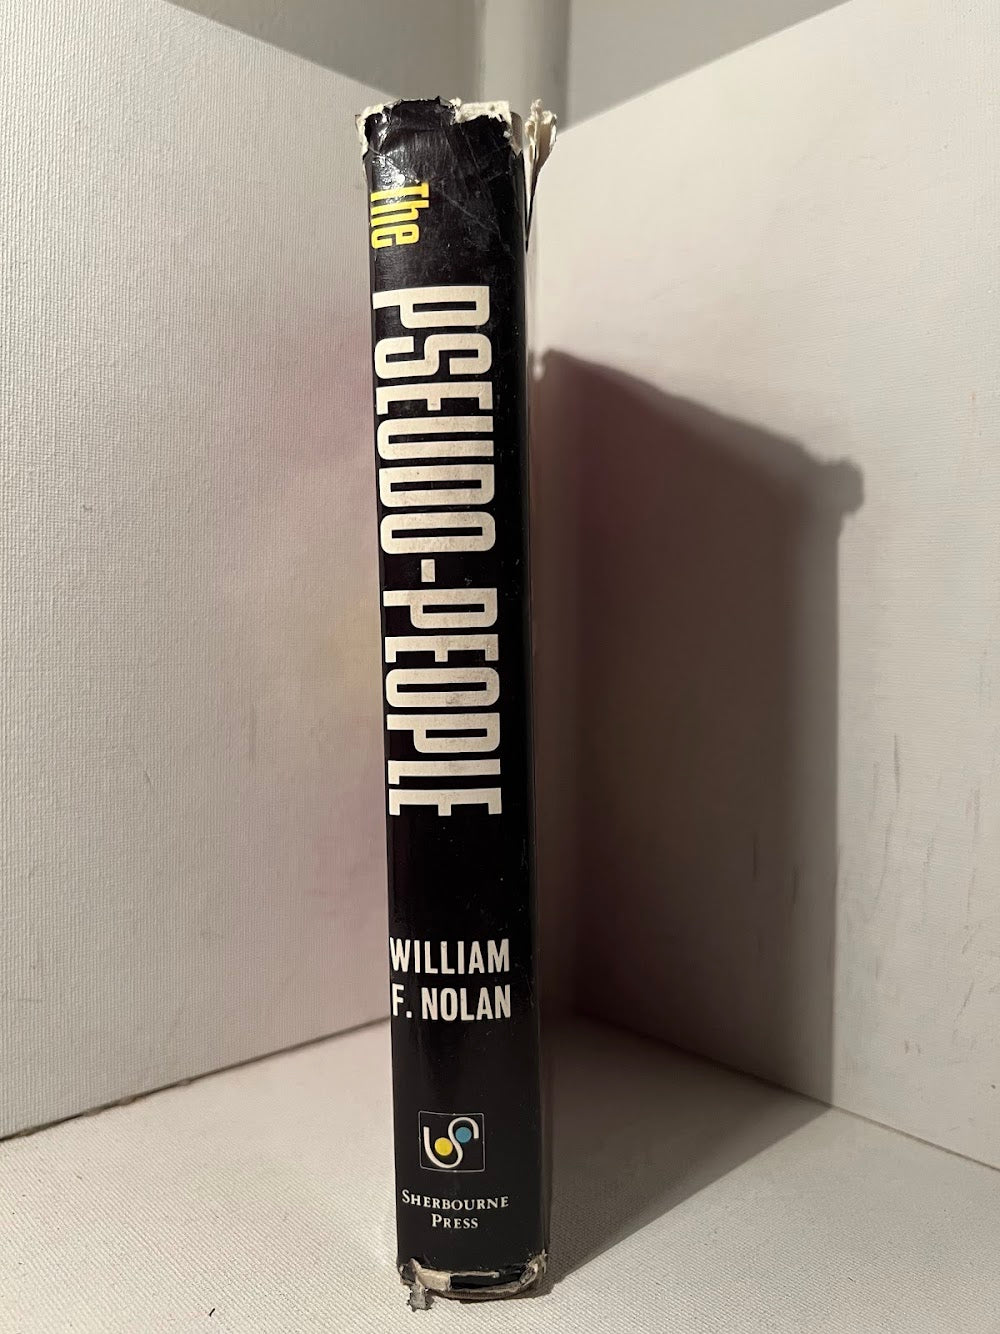 The
PSEUDO-PEOPLE
WILLIAM
F. NOLAN
SHERBOURNE
PRESS